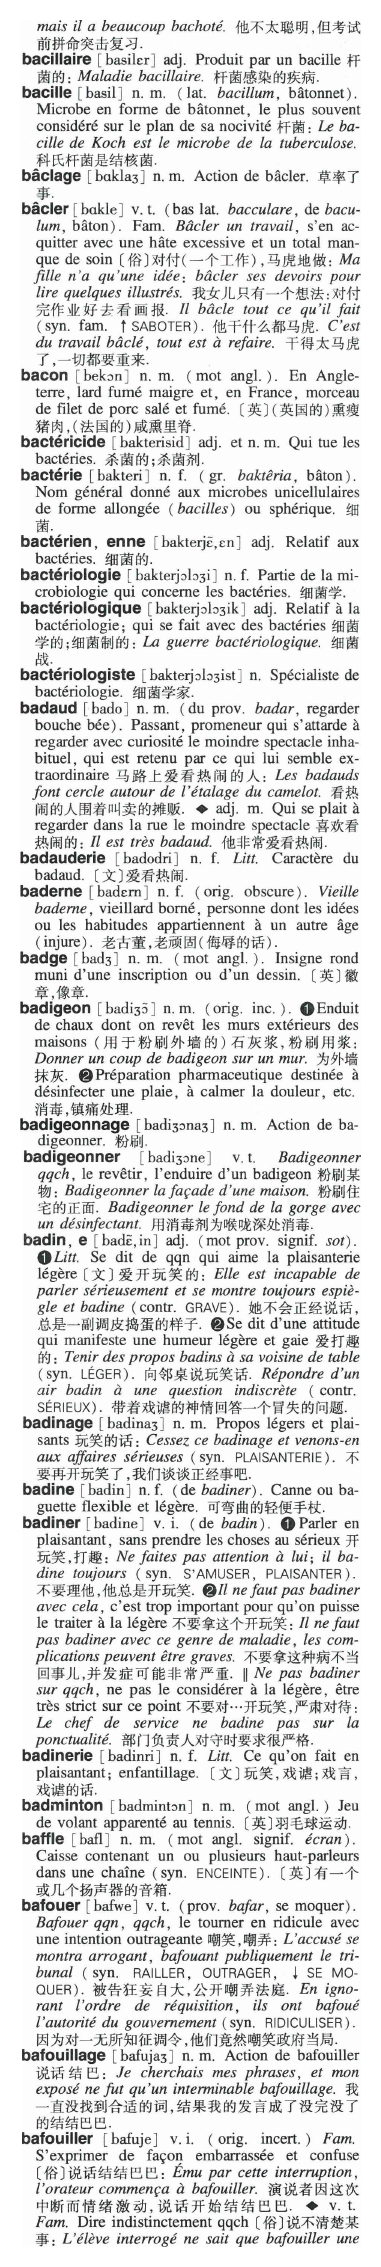 mais il a beaucoup bachoté. 他不太聪明,但考试
前拼命突击复习.
bacillaire [basilɛr] adj. Produit par un bacille 杆
菌的: Maladie bacillaire. 杆菌感染的疾病.
bacille [basil] n. m. (lat. bacillum, bâtonnet).
Microbe en forme de bâtonnet, le plus souvent
considéré sur le plan de sa nocivité 杆菌: Le ba-
cille de Koch est le microbe de la tuberculose.
科氏杆菌是结核菌.
bâclage [bɑklaʒ] n. m. Action de bâcler. 草率了
事.
bâcler [bɑkle] v. t. (bas lat. bacculare, de bacu-
lum, bâton). Fam. Bâcler un travail, s'en ac-
quitter avec une hâte excessive et un total man-
que de soin〔俗〕对付(一个工作),马虎地做: Ma
fille n'a qu'une idée: bâcler ses devoirs pour
lire quelques illustrés. 我女儿只有一个想法:对付
完作业好去看画报. Il bâcle tout ce qu'il fait
(syn. fam. ↑ SABOTER). 他干什么都马虎. C'est
du travail bâclé, tout est à refaire. 干得太马虎
了,一切都要重来.
bacon [bekɔn] n. m. (mot angl.). En Angle-
terre, lard fumé maigre et, en France, morceau
de filet de porc salé et fumé.〔英〕(英国的)熏瘦
猪肉,(法国的)咸熏里脊.
bactéricide [bakterisid] adj. et n. m. Qui tue les
bactéries. 杀菌的;杀菌剂.
bactérie [bakteri] n. f. (gr. baktêria, bâton).
Nom général donné aux microbes unicellulaires
de forme allongée (bacilles) ou sphérique. 细
菌.
bactérien, enne [bakterjɛ̃,ɛn] adj. Relatif aux
bactéries. 细菌的.
bactériologie [bakterjɔlɔʒi] n. f. Partie de la mi-
crobiologie qui concerne les bactéries. 细菌学.
bactériologique [bakterjɔlɔʒik] adj. Relatif à la
bactériologie; qui se fait avec des bactéries 细菌
学的;细菌制的: La guerre bactériologique. 细菌
战.
bactériologiste [bakterjɔlɔʒist] n. Spécialiste de
bactériologie. 细菌学家.
badaud [bado] n. m. (du prov. badar, regarder
bouche bée). Passant, promeneur qui s'attarde à
regarder avec curiosité le moindre spectacle inha-
bituel, qui est retenu par ce qui lui semble ex-
traordinaire 马路上爱看热闹的人: Les badauds
font cercle autour de l'étalage du camelot. 看热
闹的人围着叫卖的摊贩. ◆ adj. m. Qui se plait à
regarder dans la rue le moindre spectacle 喜欢看
热闹的: Il est très badaud. 他非常爱看热闹.
badauderie [badodri] n. f. Litt. Caractère du
badaud.〔文〕爱看热闹.
baderne [badɛrn] n. f. (orig. obscure). Vieille
baderne, vieillard borné, personne dont les idées
ou les habitudes appartiennent à un autre âge
(injure). 老古董,老顽固(侮辱的话).
badge [badʒ] n. m. (mot angl.). Insigne rond
muni d'une inscription ou d'un dessin.〔英〕徽
章,像章.
badigeon [badiʒɔ̃] n. m. (orig. inc.). ❶Enduit
de chaux dont on revêt les murs extérieurs des
maisons (用于粉刷外墙的)石灰浆,粉刷用浆:
Donner un coup de badigeon sur un mur. 为外墙
抹灰. ❷Préparation pharmaceutique destinée à
désinfecter une plaie, à calmer la douleur, etc.
消毒,镇痛处理.
badigeonnage [badiʒɔnaʒ] n. m. Action de ba-
digeonner. 粉刷.
badigeonner [badiʒɔne] v. t. Badigeonner
qqch, le revêtir, l'enduire d'un badigeon 粉刷某
物: Badigeonner la façade d'une maison. 粉刷住
宅的正面. Badigeonner le fond de la gorge avec
un désinfectant. 用消毒剂为喉咙深处消毒.
badin, e [badɛ̃,in] adj. (mot prov. signif. sot).
❶Litt. Se dit de qqn qui aime la plaisanterie
légère〔文〕爱开玩笑的: Elle est incapable de
parler sérieusement et se montre toujours espiè-
gle et badine (contr. GRAVE). 她不会正经说话,
总是一副调皮捣蛋的样子. ❷Se dit d'une attitude
qui manifeste une humeur légère et gaie 爱打趣
的: Tenir des propos badins à sa voisine de table
(syn. LÉGER). 向邻桌说玩笑话. Répondre d'un
air badin à une question indiscrète (contr.
SÉRIEUX). 带着戏谑的神情回答一个冒失的问题.
badinage [badinaʒ] n. m. Propos légers et plai-
sants 玩笑的话: Cessez ce badinage et venons-en
aux affaires sérieuses (syn. PLAISANTERIE). 不
要再开玩笑了,我们谈谈正经事吧.
badine [badin] n. f. (de badiner). Canne ou ba-
guette flexible et légère. 可弯曲的轻便手杖.
badiner [badine] v. i. (de badin). ❶Parler en
plaisantant, sans prendre les choses au sérieux 开
玩笑,打趣: Ne faites pas attention à lui; il ba-
dine toujours (syn. S'AMUSER, PLAISANTER).
不要理他,他总是开玩笑. ❷Il ne faut pas badiner
avec cela, c'est trop important pour qu'on puisse
le traiter à la légère 不要拿这个开玩笑: Il ne faut
pas badiner avec ce genre de maladie, les com-
plications peuvent être graves. 不要拿这种病不当
回事儿,并发症可能非常严重. ‖ Ne pas badiner
sur qqch, ne pas le considérer à la légère, être
très strict sur ce point 不要对…开玩笑,严肃对待:
Le chef de service ne badine pas sur la
ponctualité. 部门负责人对守时要求很严格.
badinerie [badinri] n. f. Litt. Ce qu'on fait en
plaisantant; enfantillage.〔文〕玩笑,戏谑;戏言,
戏谑的话.
badminton [badmintɔn] n. m. (mot angl.) Jeu
de volant apparenté au tennis.〔英〕羽毛球运动.
baffle [bafl] n. m. (mot angl. signif. écran).
Caisse contenant un ou plusieurs haut-parleurs
dans une chaîne (syn. ENCEINTE).〔英〕有一个
或几个扬声器的音箱.
bafouer [bafwe] v. t. (prov. bafar, se moquer).
Bafouer qqn, qqch, le tourner en ridicule avec
une intention outrageante 嘲笑,嘲弄: L'accusé se
montra arrogant, bafouant publiquement le tri-
bunal (syn. RAILLER, OUTRAGER, ↓ SE MO-
QUER). 被告狂妄自大,公开嘲弄法庭. En igno-
rant l'ordre de réquisition, ils ont bafoué
l'autorité du gouvernement (syn. RIDICULISER).
因为对一无所知征调令,他们竟然嘲笑政府当局.
bafouillage [bafujaʒ] n. m. Action de bafouiller
说话结巴: Je cherchais mes phrases, et mon
exposé ne fut qu'un interminable bafouillage. 我
一直没找到合适的词,结果我的发言成了没完没了
的结结巴巴.
bafouiller [bafuje] v. i. (orig. incert.) Fam.
S'exprimer de façon embarrassée et confuse
〔俗〕说话结结巴巴: Ému par cette interruption,
l'orateur commença à bafouiller. 演说者因这次
中断而情绪激动,说话开始结结巴巴. ◆ v. t.
Fam. Dire indistinctement qqch〔俗〕说不清楚某
事: L'élève interrogé ne sait que bafouiller une